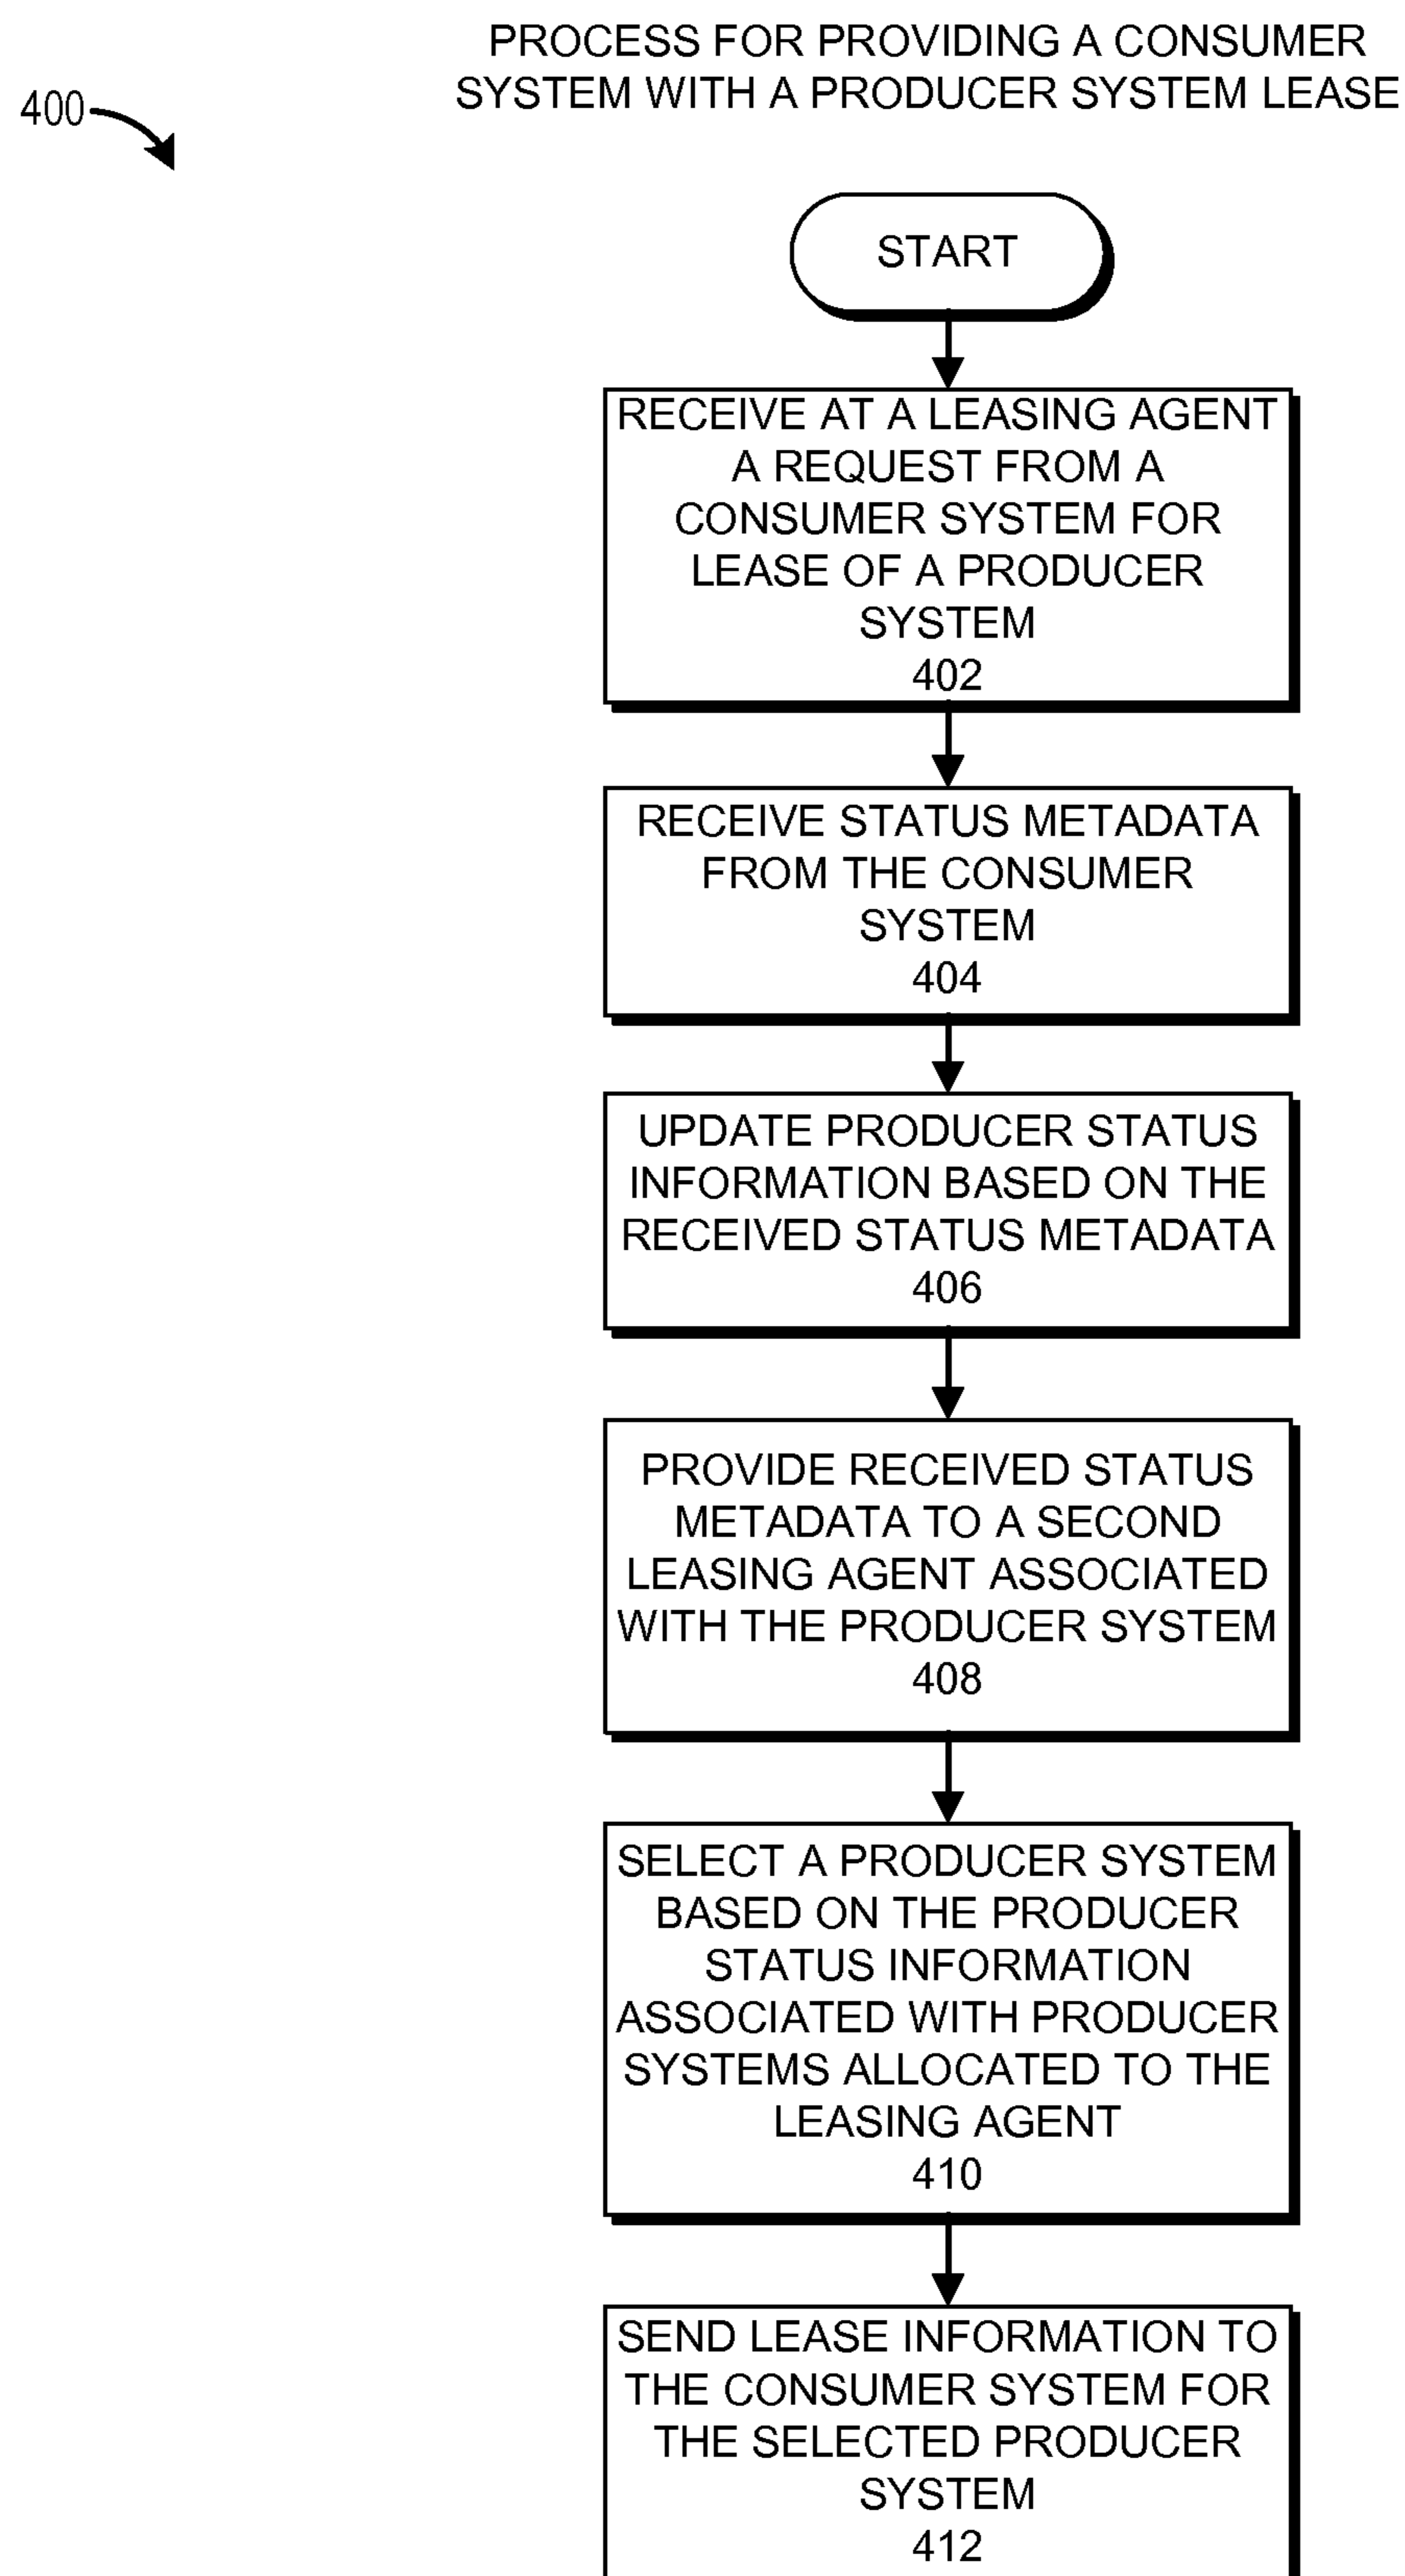 PROCESS FOR PROVIDING A CONSUMER
SYSTEM WITH A PRODUCER SYSTEM LEASE
400
START
RECEIVE AT A LEASING AGENT
A REQUEST FROM A
CONSUMER SYSTEM FOR
LEASE OF A PRODUCER
SYSTEM
402
RECEIVE STATUS METADATA
FROM THE CONSUMER
SYSTEM
404
UPDATE PRODUCER STATUS
INFORMATION BASED ON THE
RECEIVED STATUS METADATA
406
PROVIDE RECEIVED STATUS
METADATA TO A SECOND
LEASING AGENT ASSOCIATED
WITH THE PRODUCER SYSTEM
408
SELECT A PRODUCER SYSTEM
BASED ON THE PRODUCER
STATUS INFORMATION
ASSOCIATED WITH PRODUCER
SYSTEMS ALLOCATED TO THE
LEASING AGENT
410
SEND LEASE INFORMATION TO
THE CONSUMER SYSTEM FOR
THE SELECTED PRODUCER
SYSTEM
412